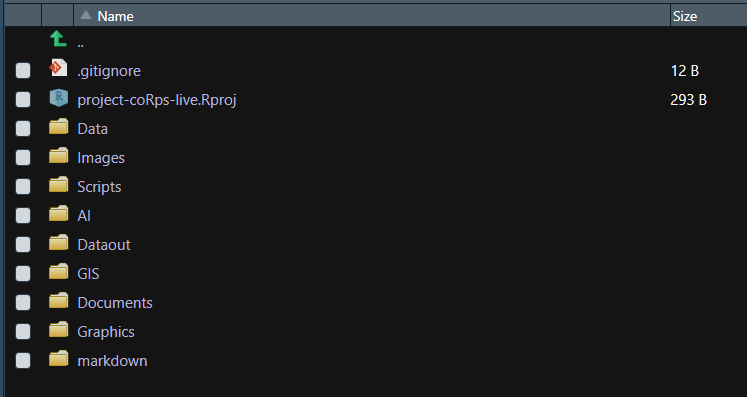 Name Size
..
.gitignore 12 B
project-coRps-live.Rproj 293 B
Data
Images
Scripts
AI
Dataout
GIS
Documents
Graphics
markdown